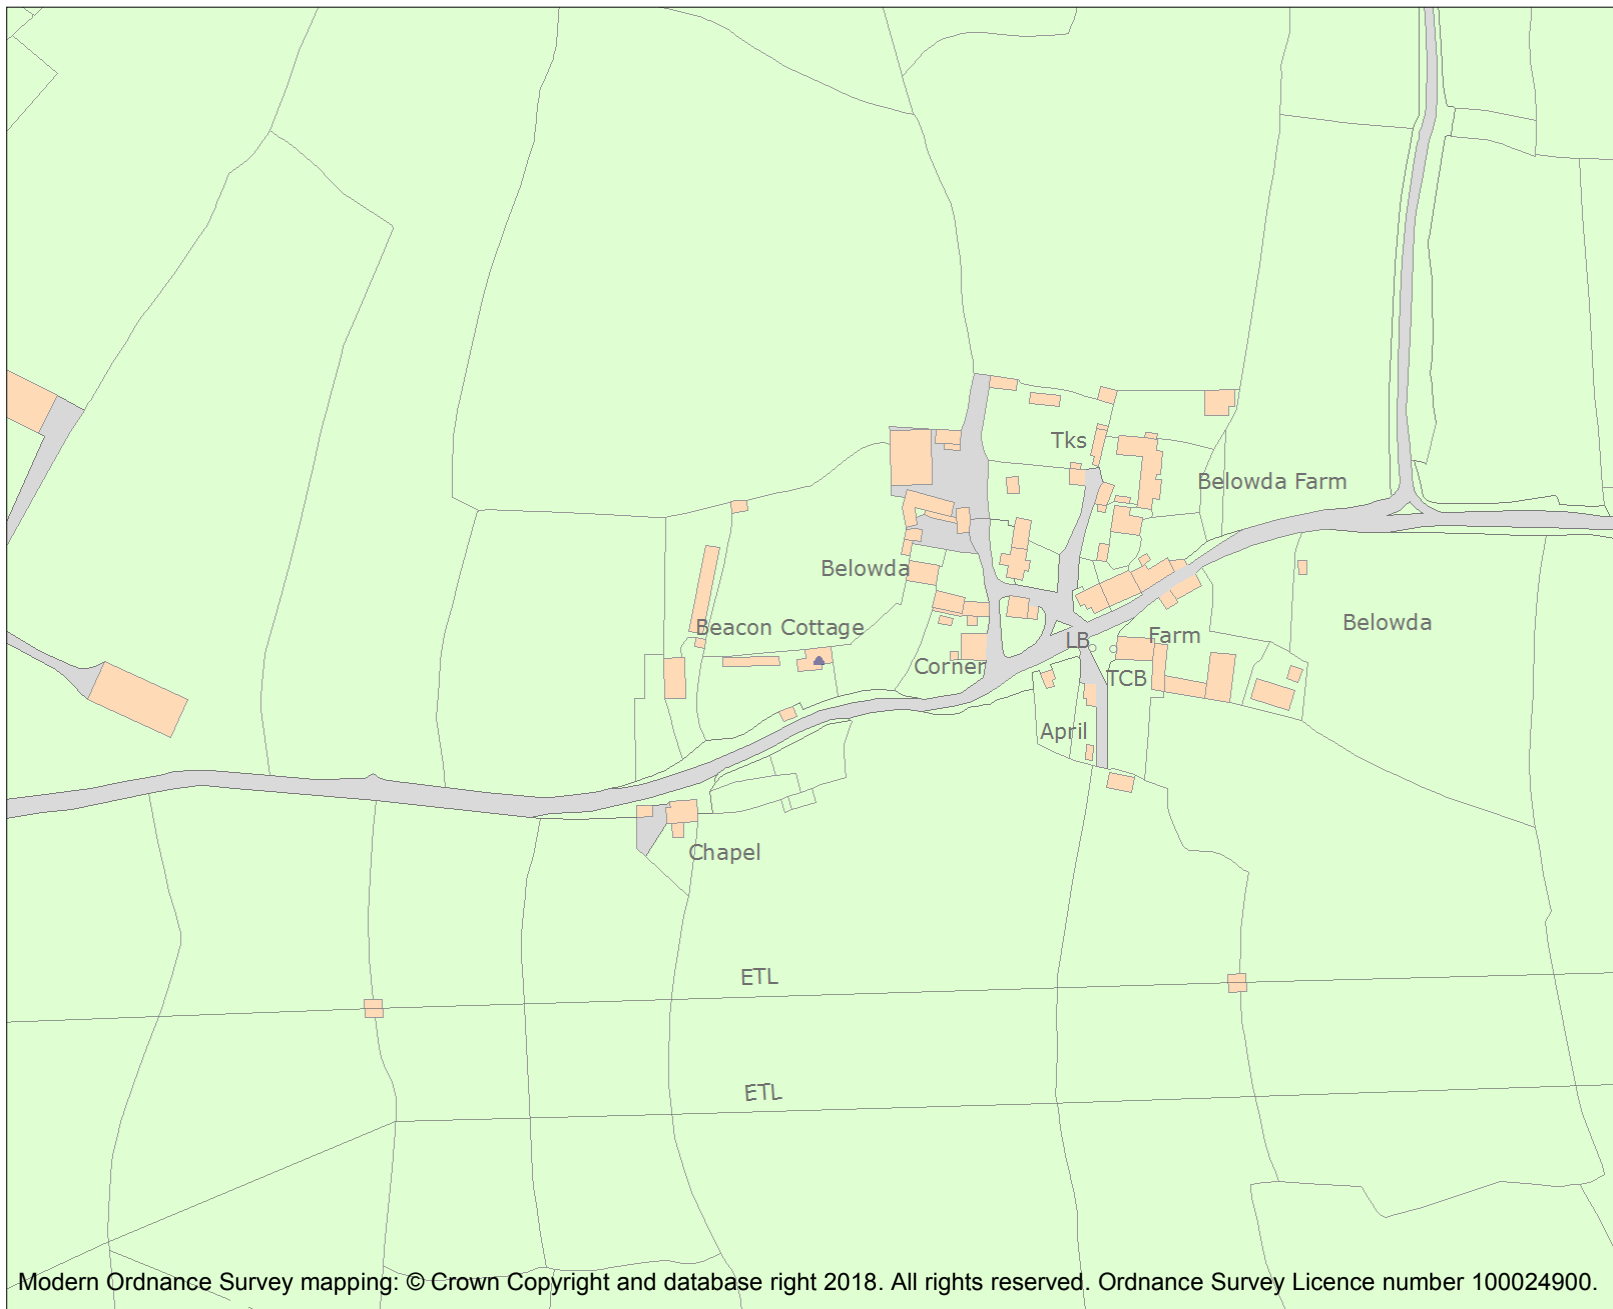 Tks
Belowda Farm
Belowda
Beacon Cottage
Belowda
LB
Farm
Corner
TCB
April
Chapel
ETL
ETL
Modern Ordnance Survey mapping: © Crown Copyright and database right 2018. All rights reserved. Ordnance Survey Licence number 100024900.